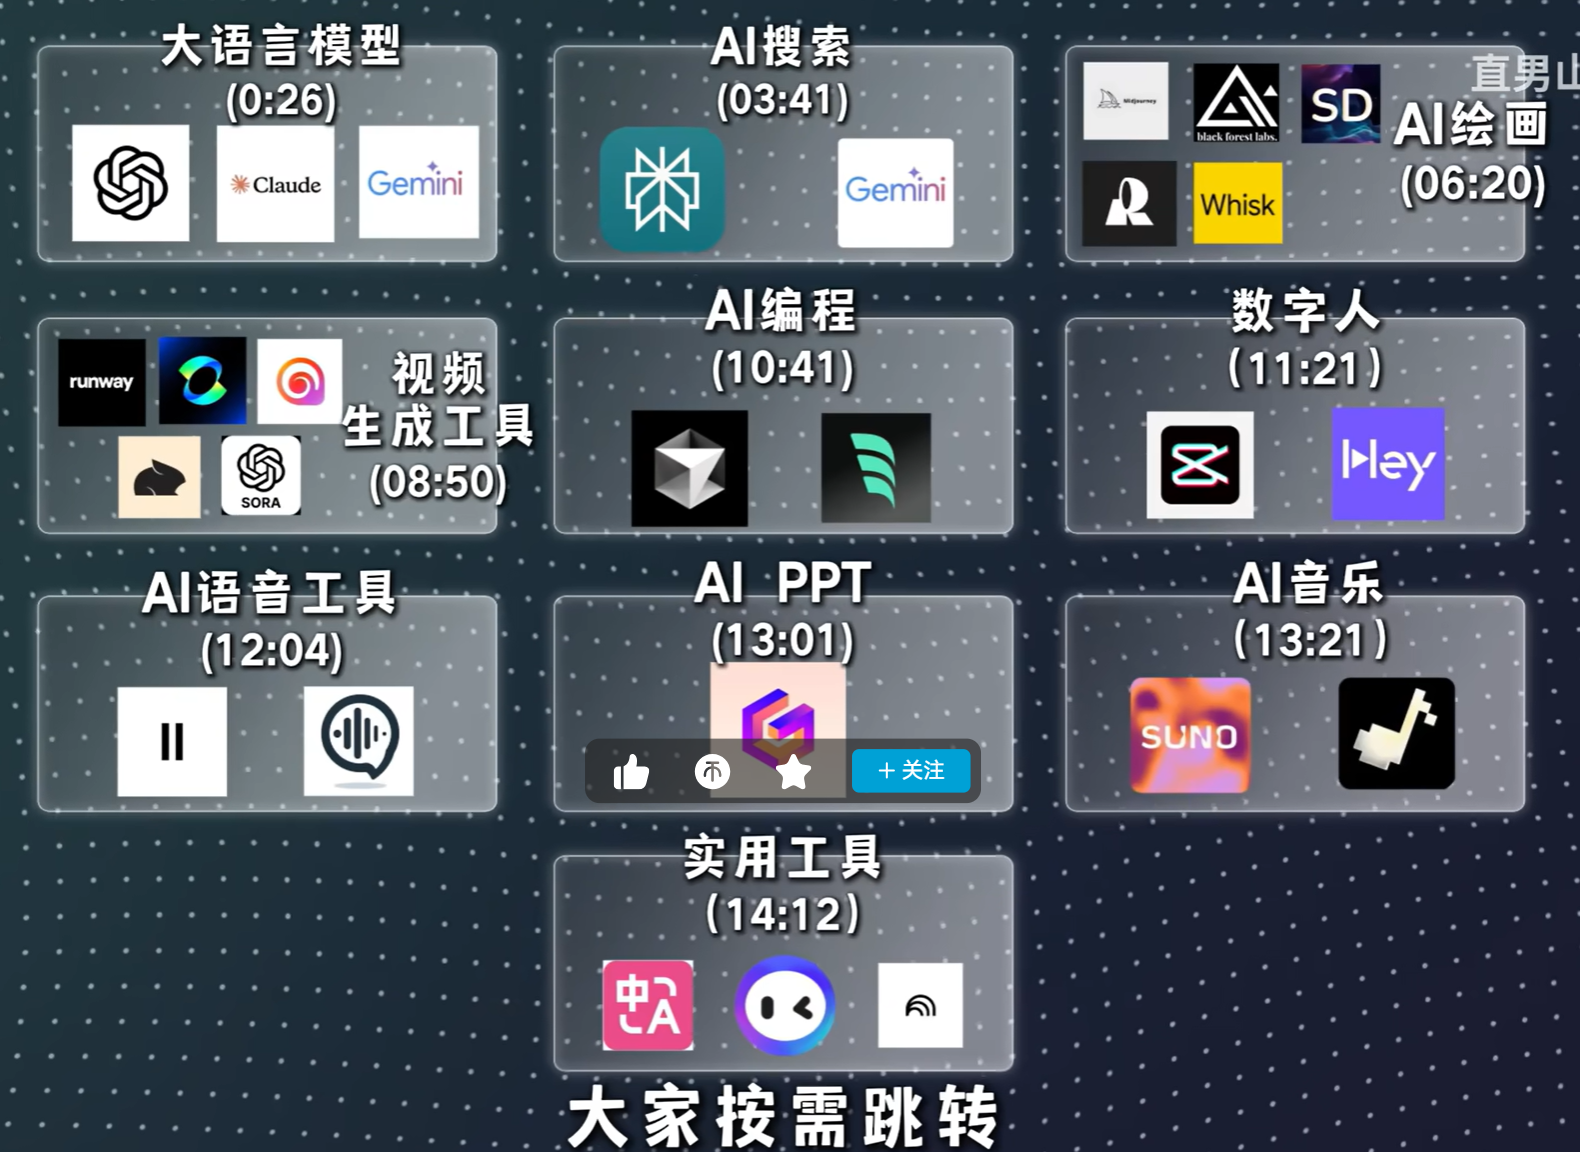 大语言模型
(0:26)
Claude
Gemini
AI搜索
(03:41)
Gemini
直男山
Midjourney
black forest labs.
SD
AI绘画
(06:20)
Whisk
runway
视频
生成工具
(08:50)
SORA
AI编程
(10:41)
数字人
(11:21)
Hey
AI语音工具
(12:04)
AI PPT
(13:01)
+ 关注
AI音乐
(13:21)
SUNO
实用工具
(14:12)
中A
大家按需跳转